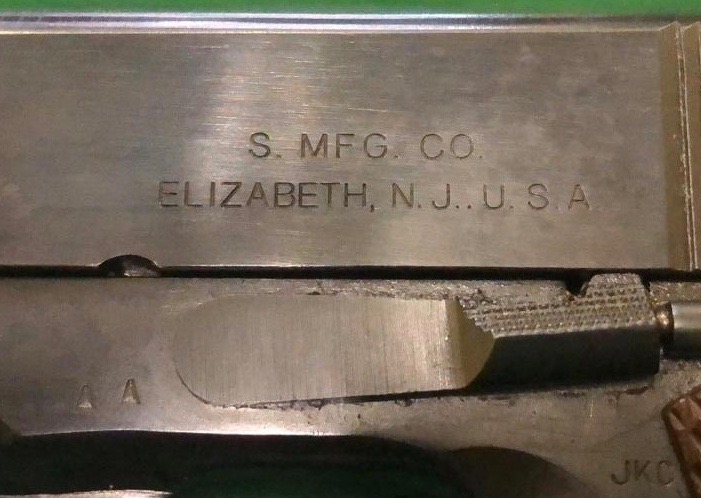 S. MFG. CO.
ELIZABETH, N. J.. U. S. A
A A
JKC